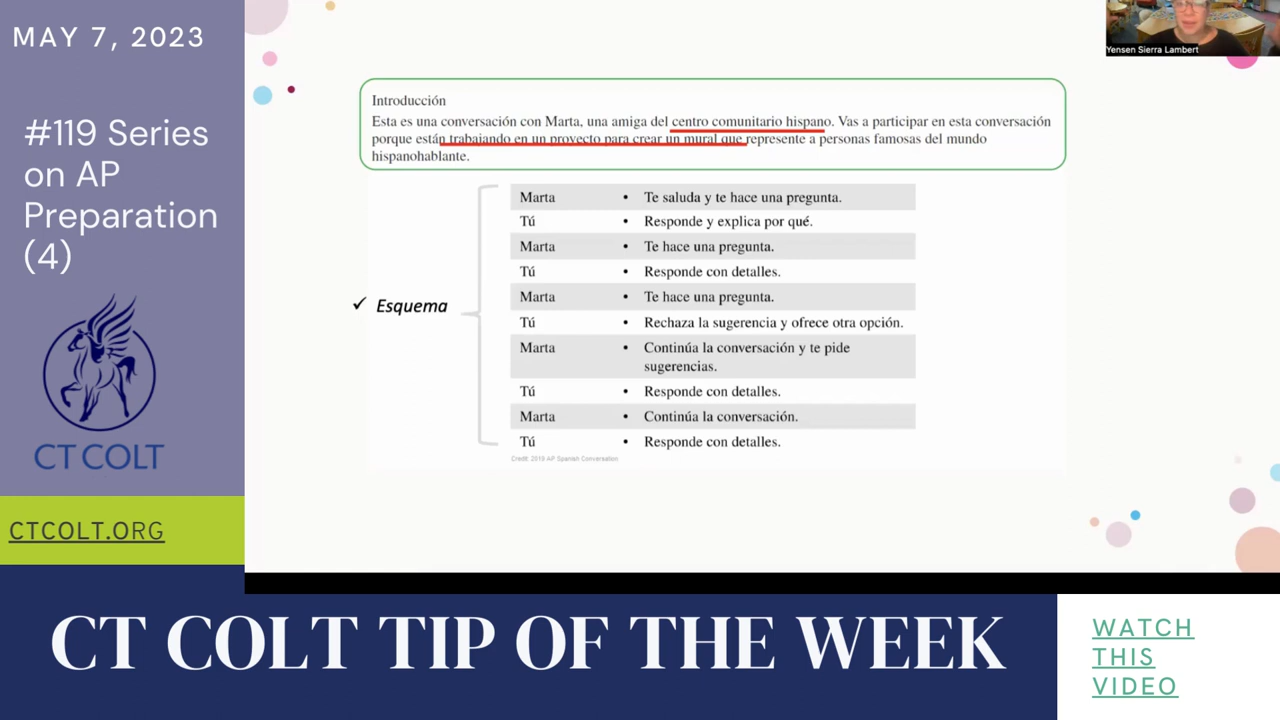 MAY 7, 2023
#119 Series
on AP
Preparation
(4)
CT COLT
CTCOLT.ORG
Yensen Sierra Lambert
Introducción
Esta es una conversación con Marta, una amiga del centro comunitario hispano. Vas a participar en esta conversación
porque están trabajando en un proyecto para crear un mural que represente a personas famosas del mundo
hispanohablante.
✓ Esquema
Marta • Te saluda y te hace una pregunta.
Tú • Responde y explica por qué.
Marta • Te hace una pregunta.
Tú • Responde con detalles.
Marta • Te hace una pregunta.
Tú • Rechaza la sugerencia y ofrece otra opción.
Marta • Continúa la conversación y te pide
sugerencias.
Tú • Responde con detalles.
Marta • Continúa la conversación.
Tú • Responde con detalles.
Credit: 2019 AP Spanish Conversation
CT COLT TIP OF THE WEEK
WATCH
THIS
VIDEO